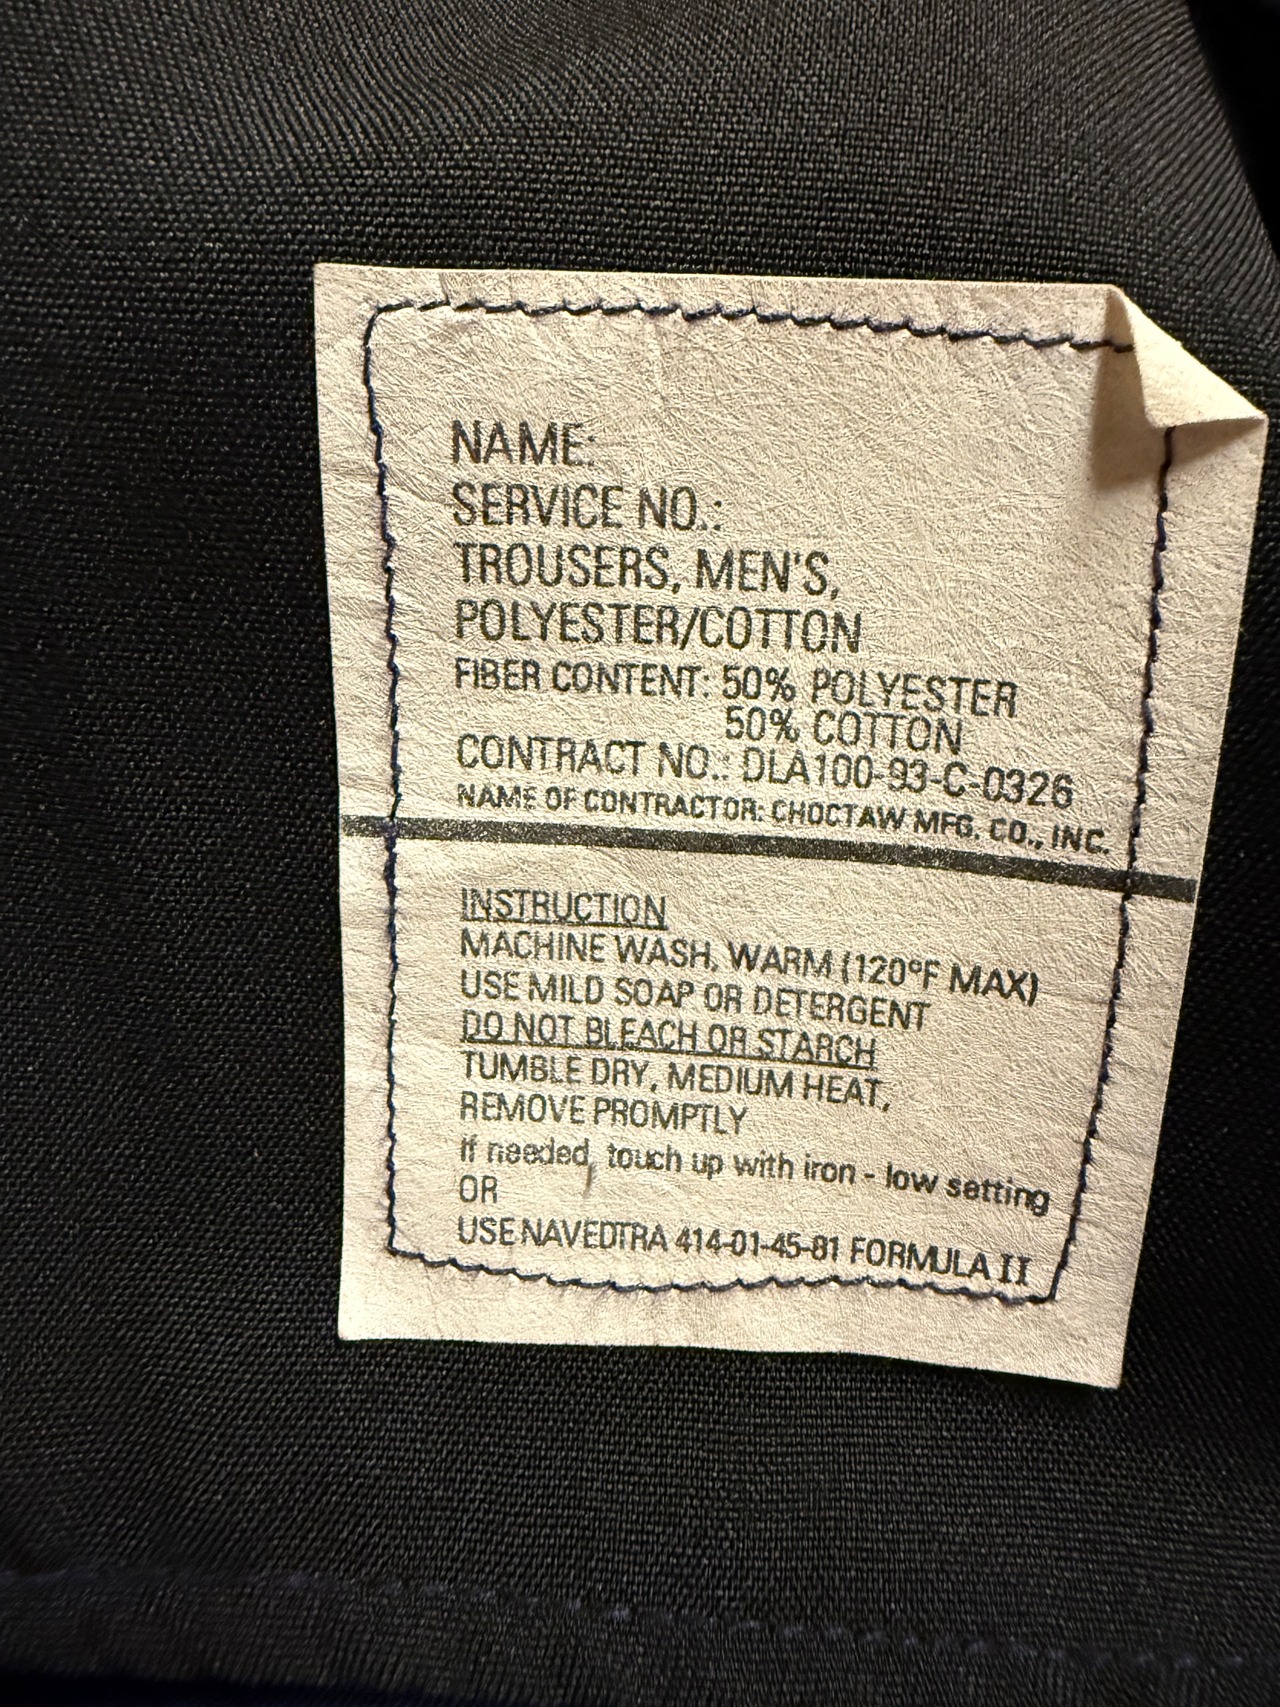 NAME:
SERVICE NO.:
TROUSERS, MEN'S,
POLYESTER/COTTON
FIBER CONTENT: 50% POLYESTER
50% COTTON
CONTRACT NO.: DLA100-93-C-0326
NAME OF CONTRACTOR: CHOCTAW MFG. CO., INC.
INSTRUCTION
MACHINE WASH, WARM (120°F MAX)
USE MILD SOAP OR DETERGENT
DO NOT BLEACH OR STARCH
TUMBLE DRY, MEDIUM HEAT,
REMOVE PROMPTLY
If needed, touch up with iron - low setting
OR
USE NAVEDTRA 414-01-45-81 FORMULA II